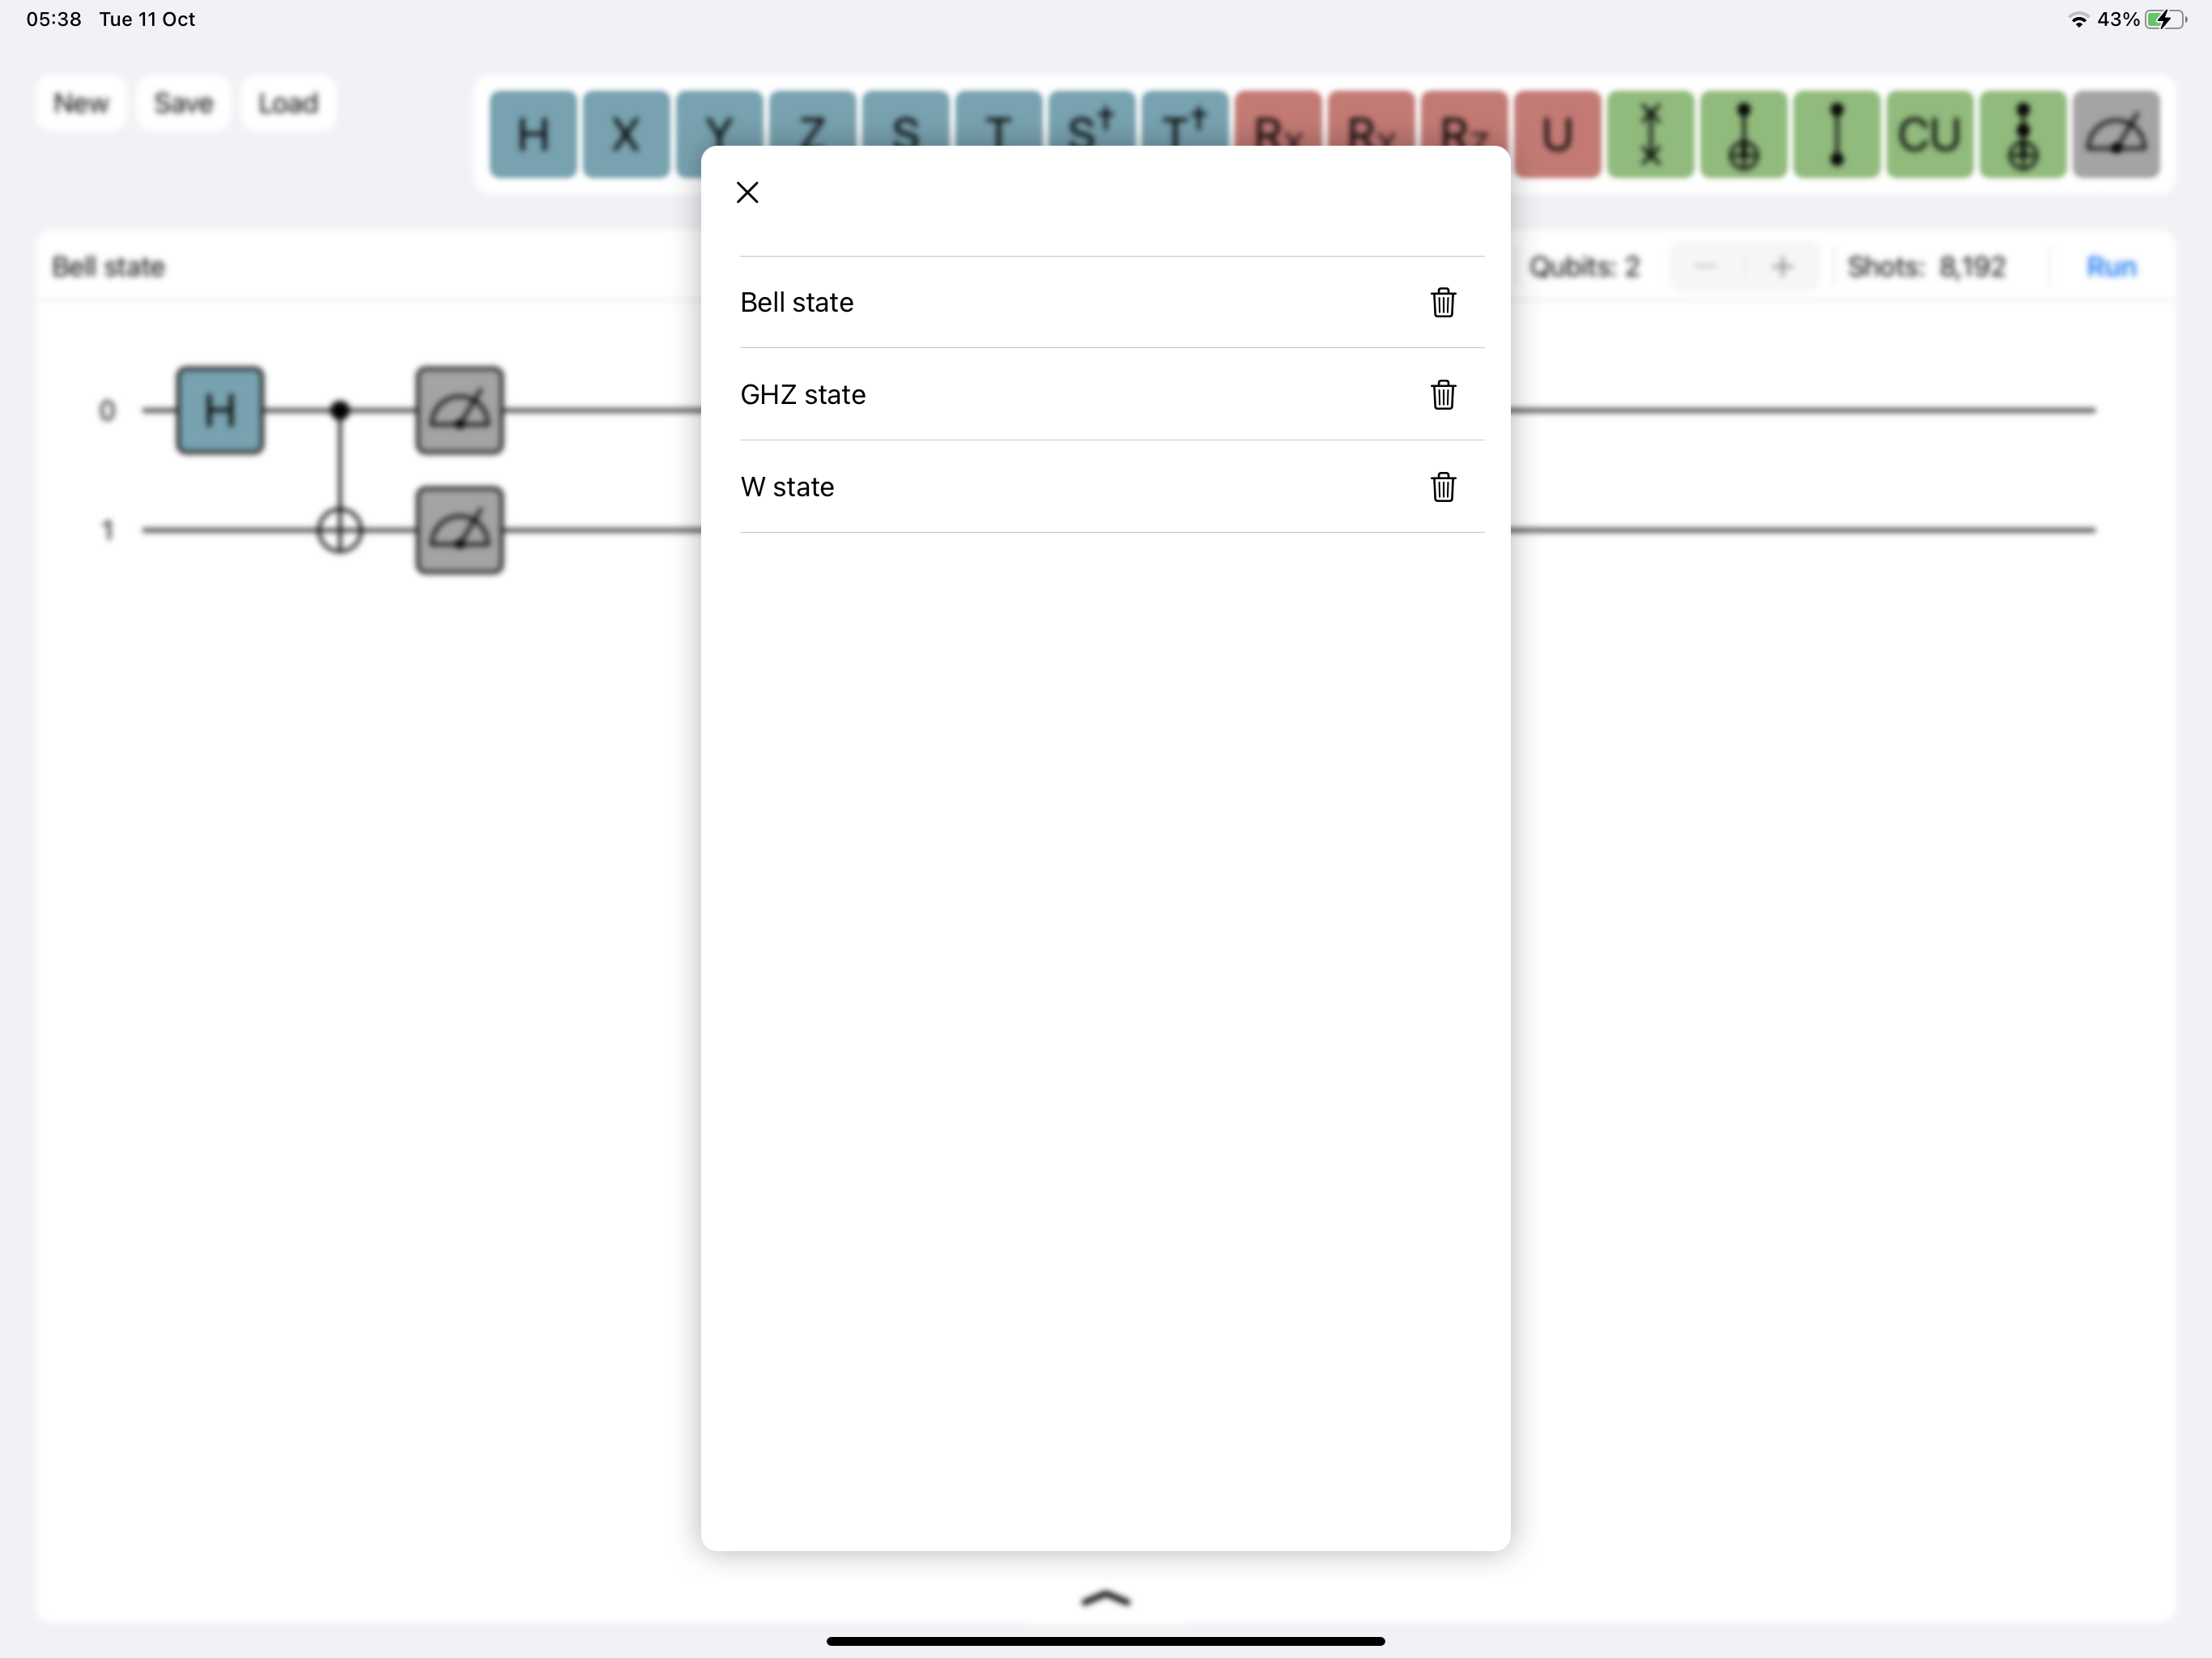 05:38 Tue 11 Oct 43%
New Save Load
H X Y Z S T S† T† RX RY RZ U CU
Bell state Qubits: 2 − + Shots: 8,192 Run
Bell state
GHZ state
W state
0 H
1